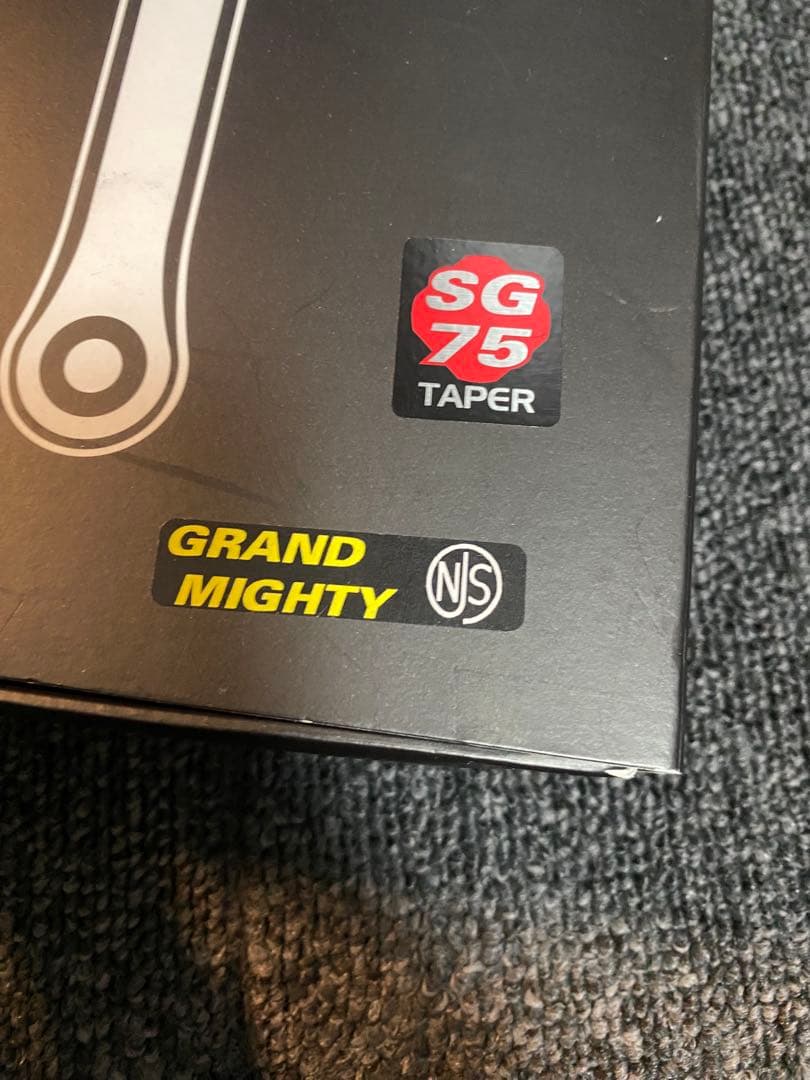 SG
75
TAPER
GRAND
MIGHTY
NJS